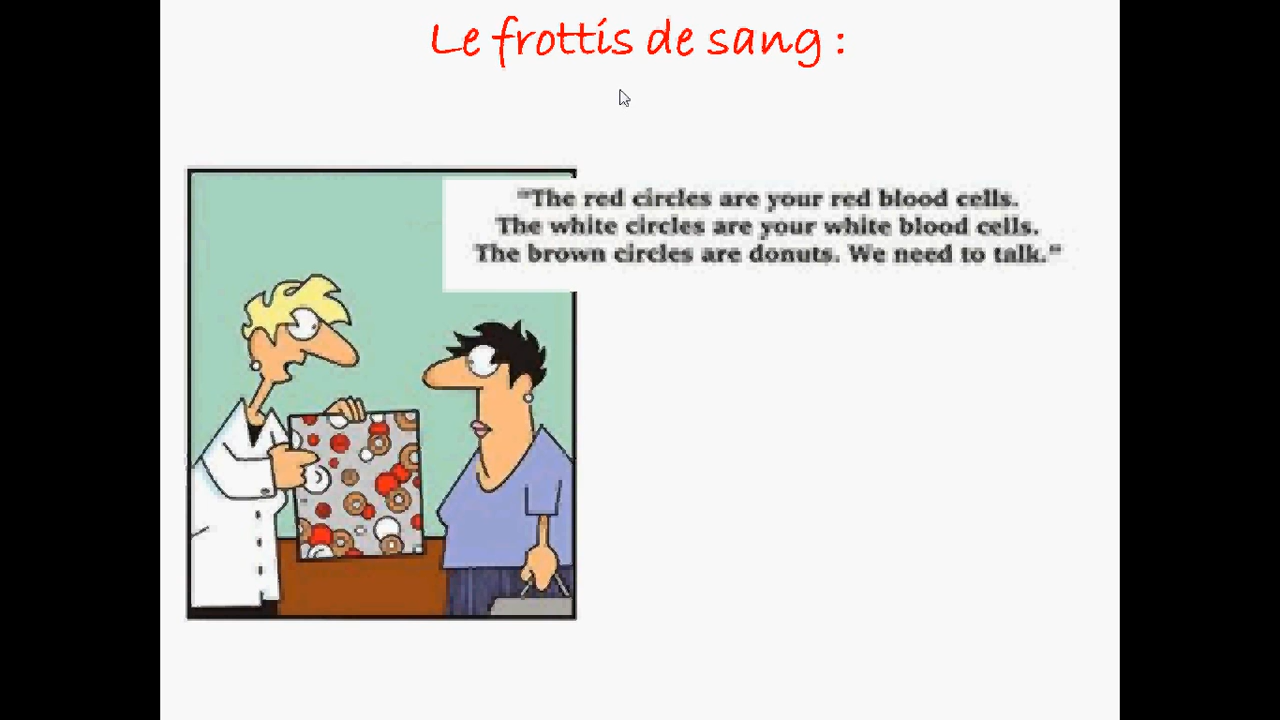 Le frottis de sang :
"The red circles are your red blood cells.
The white circles are your white blood cells.
The brown circles are donuts. We need to talk."